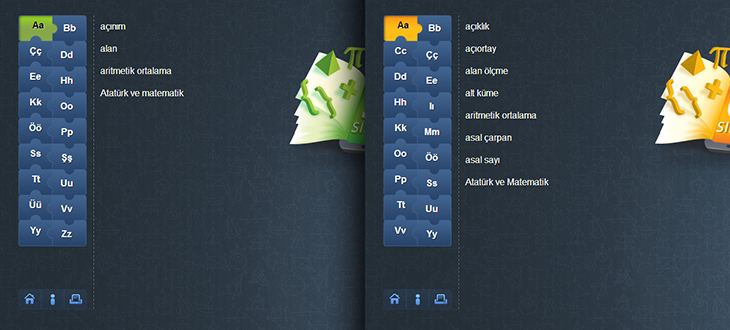 Aa Bb
Çç Dd
Ee Hh
Kk Oo
Öö Pp
Ss Şş
Tt Uu
Üü Vv
Yy Zz
açınım
alan
aritmetik ortalama
Atatürk ve matematik
π
{ } +
Aa Bb
Cc Çç
Dd Ee
Hh Iı
Kk Mm
Oo Öö
Pp Ss
Tt Uu
Vv Yy
açıklık
açıortay
alan ölçme
alt küme
aritmetik ortalama
asal çarpan
asal sayı
Atatürk ve Matematik
π
{ } +